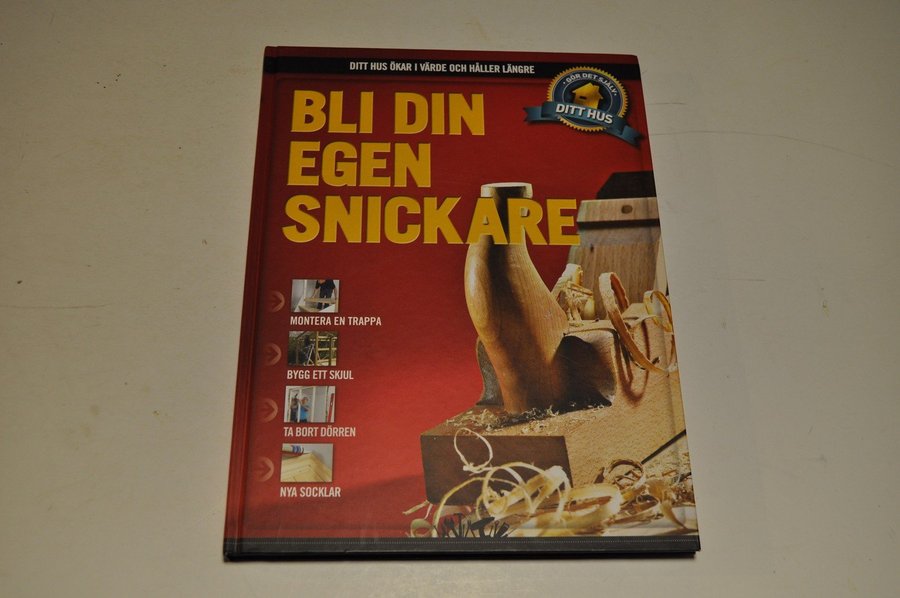 DITT HUS ÖKAR I VÄRDE OCH HÅLLER LÄNGRE
· GÖR DET SJÄLV ·
DITT HUS
BLI DIN
EGEN
SNICKARE
MONTERA EN TRAPPA
BYGG ETT SKJUL
TA BORT DÖRREN
NYA SOCKLAR